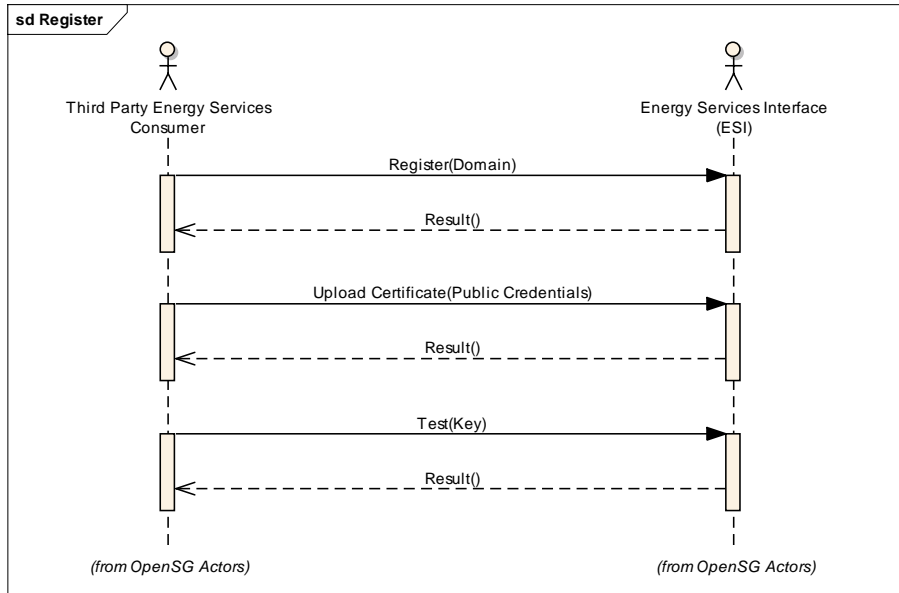 sd Register
Third Party Energy Services
Consumer
Energy Services Interface
(ESI)
Register(Domain)
Result()
Upload Certificate(Public Credentials)
Result()
Test(Key)
Result()
(from OpenSG Actors)
(from OpenSG Actors)